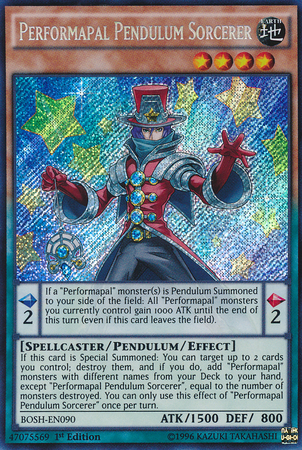 Performapal Pendulum Sorcerer
EARTH
地
If a "Performapal" monster(s) is Pendulum Summoned
to your side of the field: All "Performapal" monsters
you currently control gain 1000 ATK until the end of
this turn (even if this card leaves the field).
2
2
[SPELLCASTER/PENDULUM/EFFECT]
If this card is Special Summoned: You can target up to 2 cards
you control; destroy them, and if you do, add "Performapal"
monsters with different names from your Deck to your hand,
except "Performapal Pendulum Sorcerer", equal to the number of
monsters destroyed. You can only use this effect of "Performapal
Pendulum Sorcerer" once per turn.
BOSH-EN090
ATK/1500 DEF/ 800
47075569
1st Edition
©1996 KAZUKI TAKAHASHI